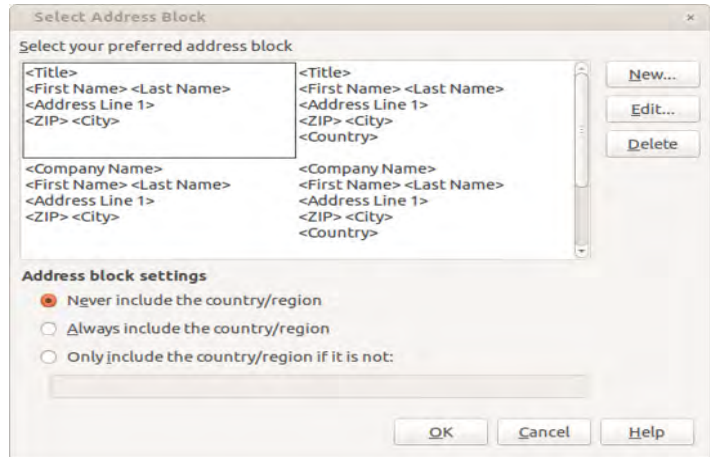 Select Address Block
×
Select your preferred address block
<Title>
<First Name> <Last Name>
<Address Line 1>
<ZIP> <City>
<Title>
<First Name> <Last Name>
<Address Line 1>
<ZIP> <City>
<Country>
<Company Name>
<First Name> <Last Name>
<Address Line 1>
<ZIP> <City>
<Company Name>
<First Name> <Last Name>
<Address Line 1>
<ZIP> <City>
<Country>
New...
Edit...
Delete
Address block settings
Never include the country/region
Always include the country/region
Only include the country/region if it is not:
OK
Cancel
Help